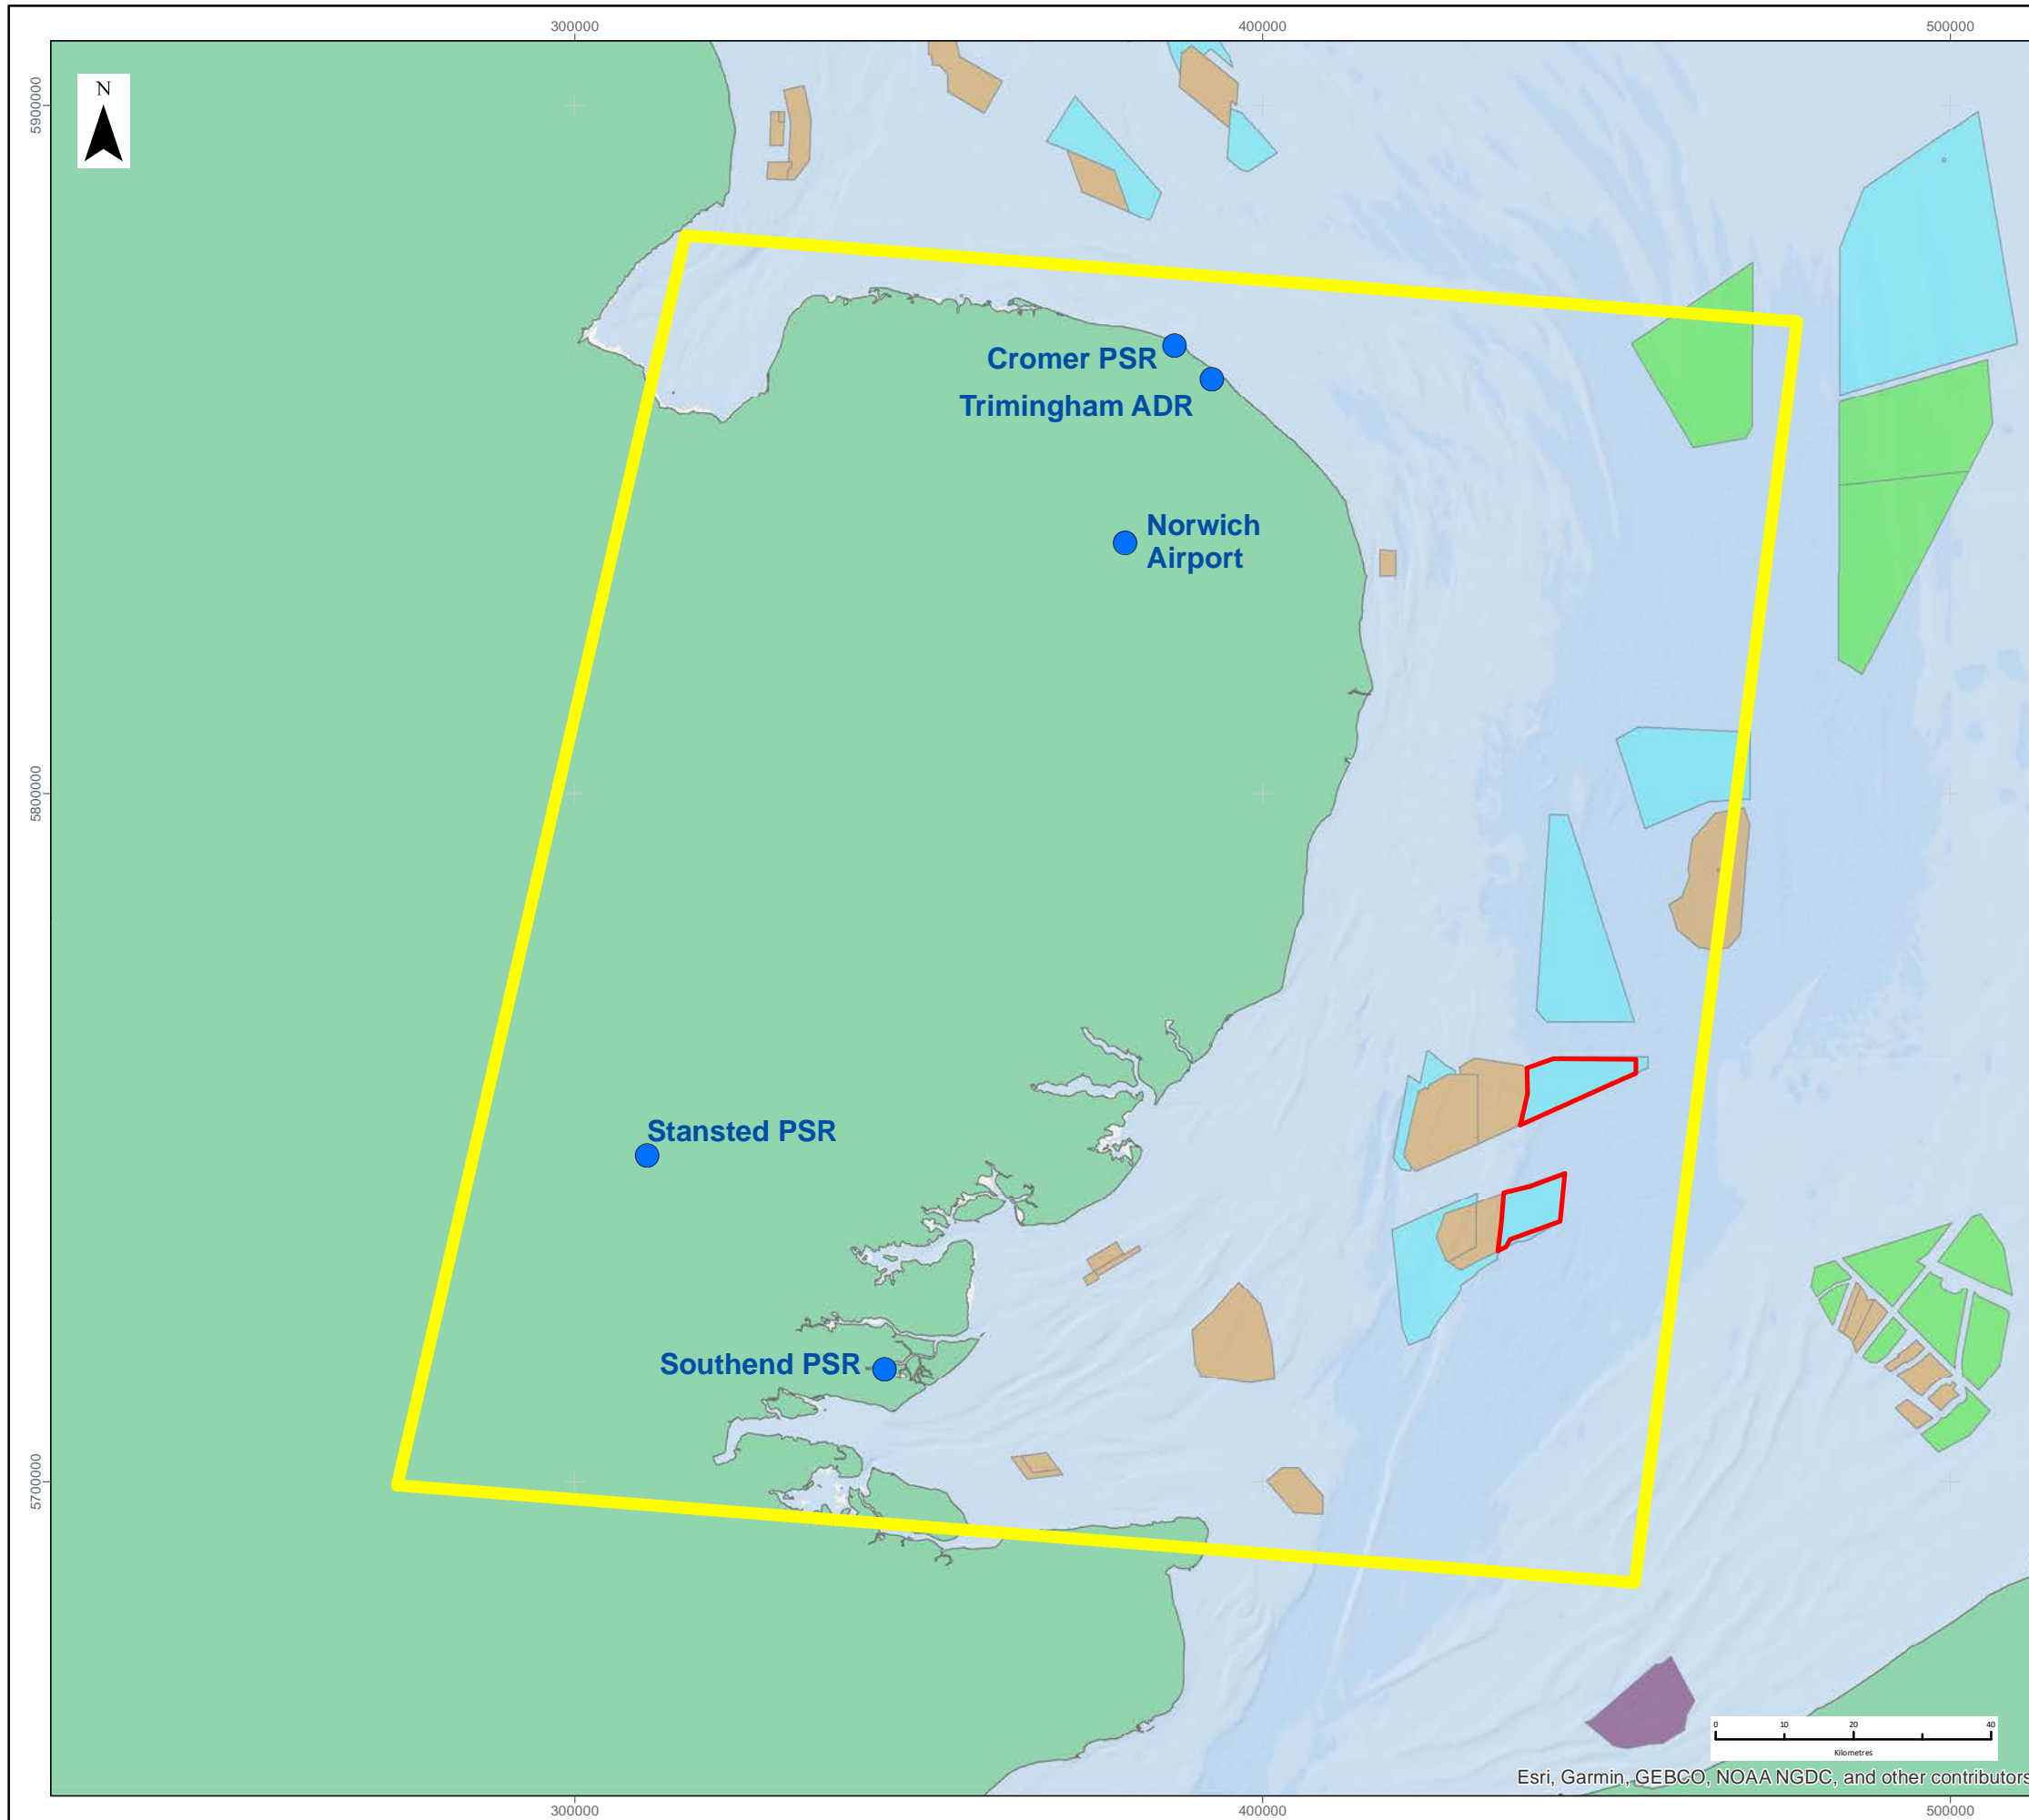 300000
400000
500000
N
5900000
Cromer PSR
Trimingham ADR
Norwich
Airport
5800000
Stansted PSR
Southend PSR
5700000
0 10 20 40
Kilometres
Esri, Garmin, GEBCO, NOAA NGDC, and other contributors
300000
400000
500000